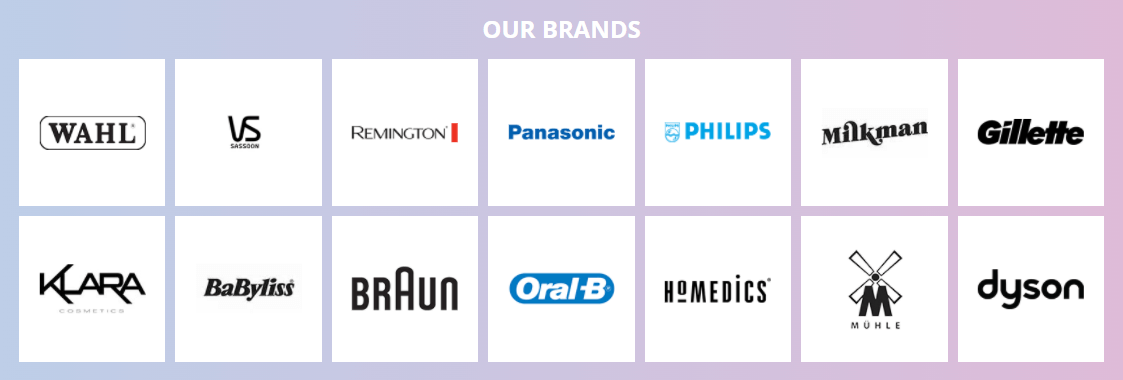 OUR BRANDS
WAHL
VS
SASSOON
REMINGTON
Panasonic
PHILIPS
Milkman
Gillette
KLARA
COSMETICS
BaByliss
BRAUN
Oral-B
HOMEDICS
M
MÜHLE
dyson